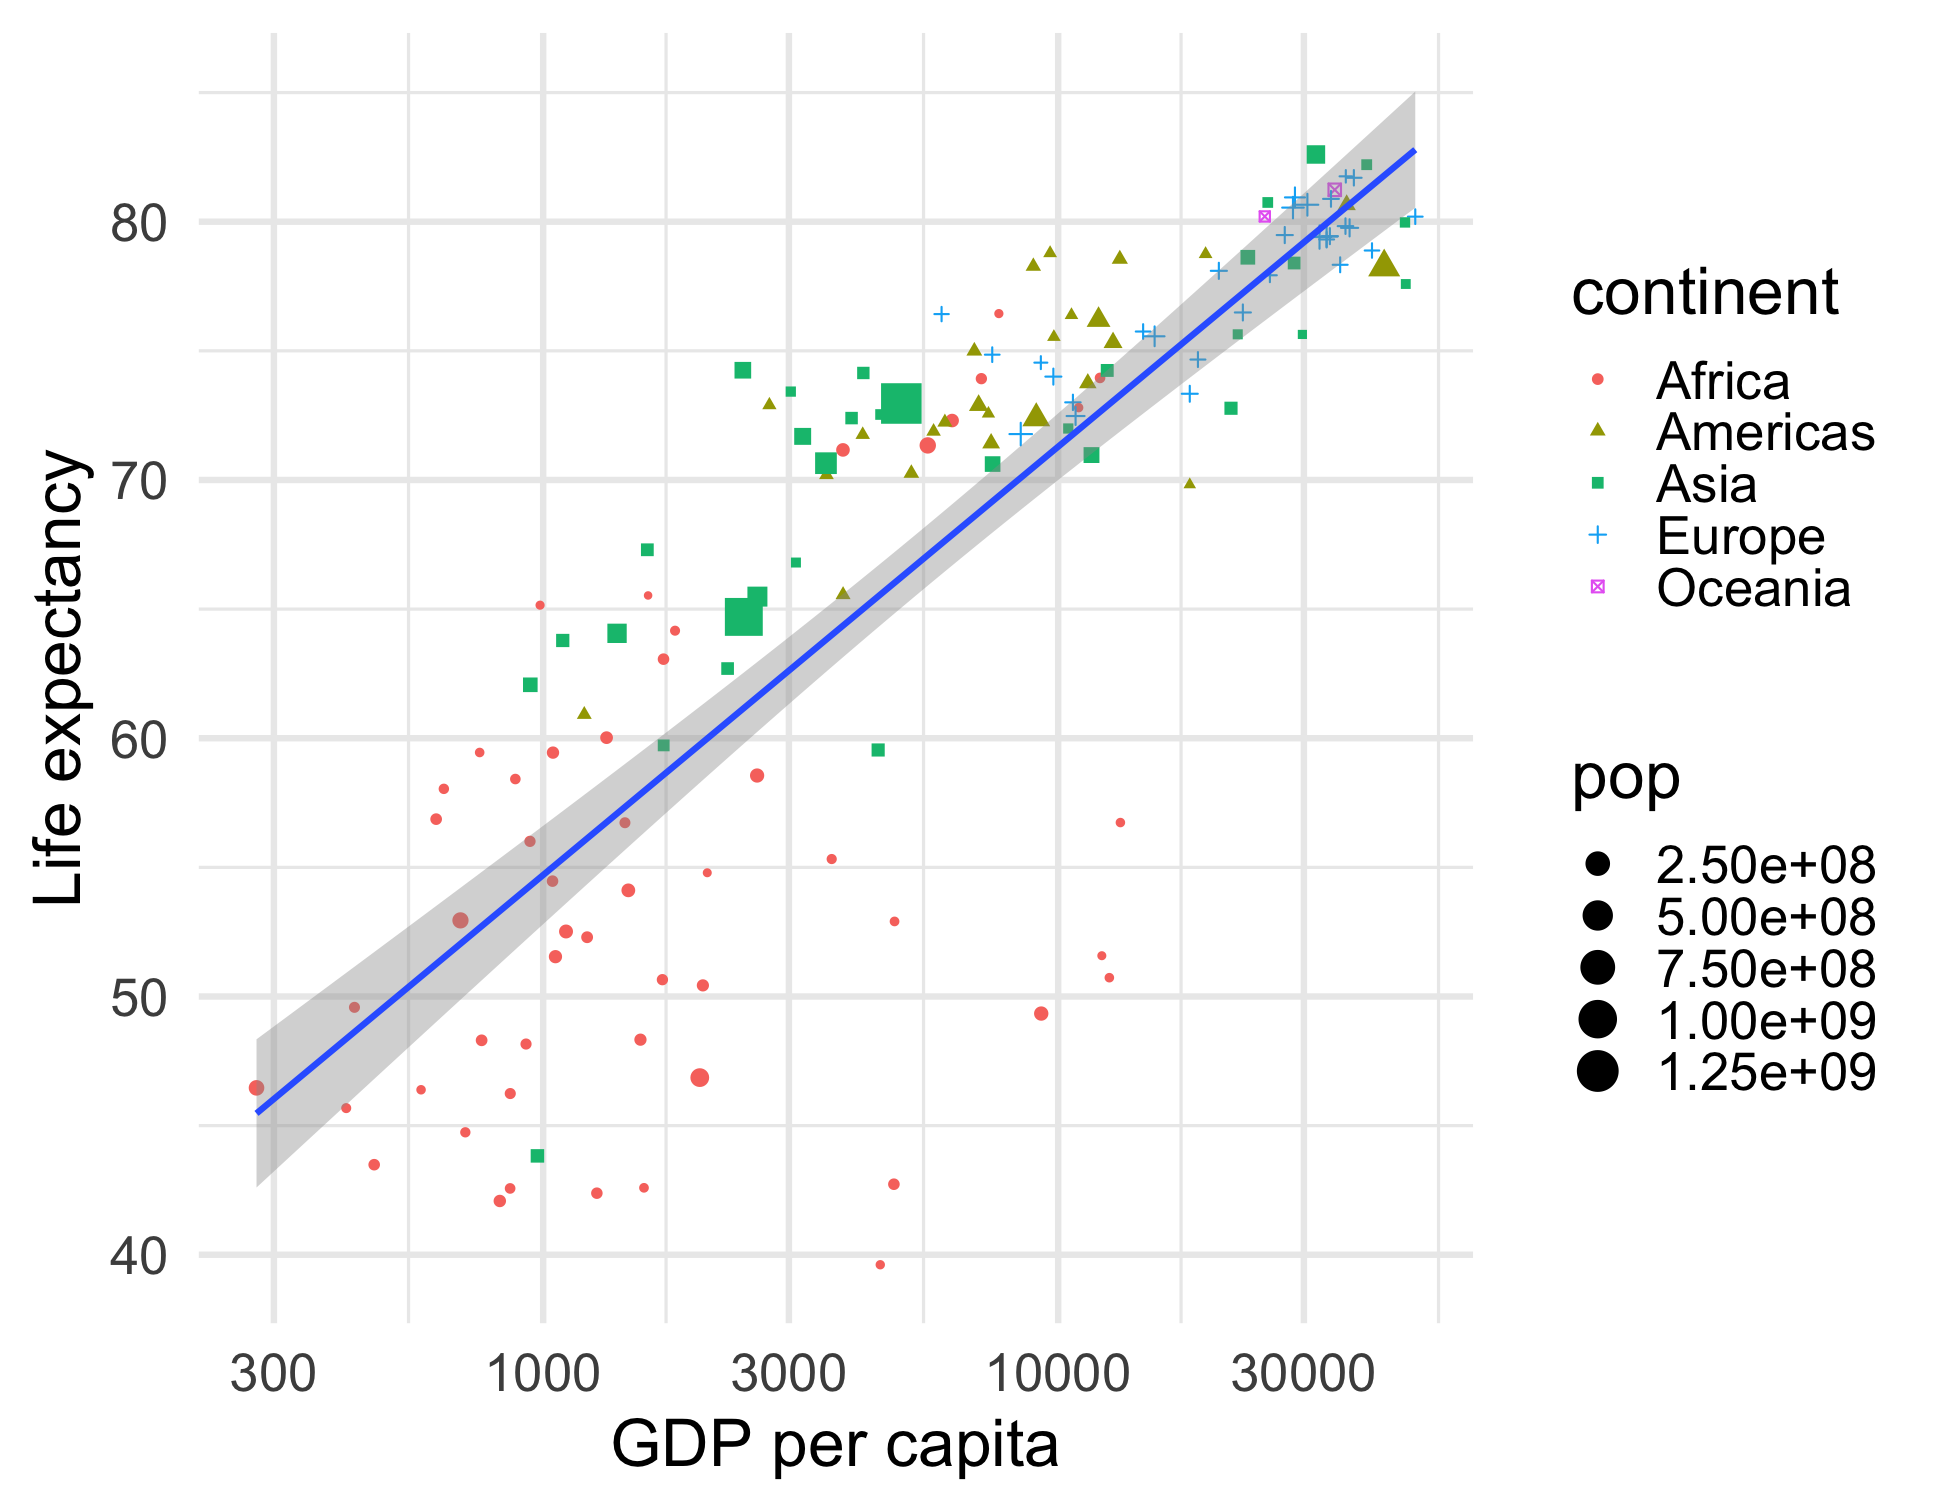 80
70
60
50
40
Life expectancy
300 1000 3000 10000 30000
GDP per capita
continent
Africa
Americas
Asia
Europe
Oceania
pop
2.50e+08
5.00e+08
7.50e+08
1.00e+09
1.25e+09